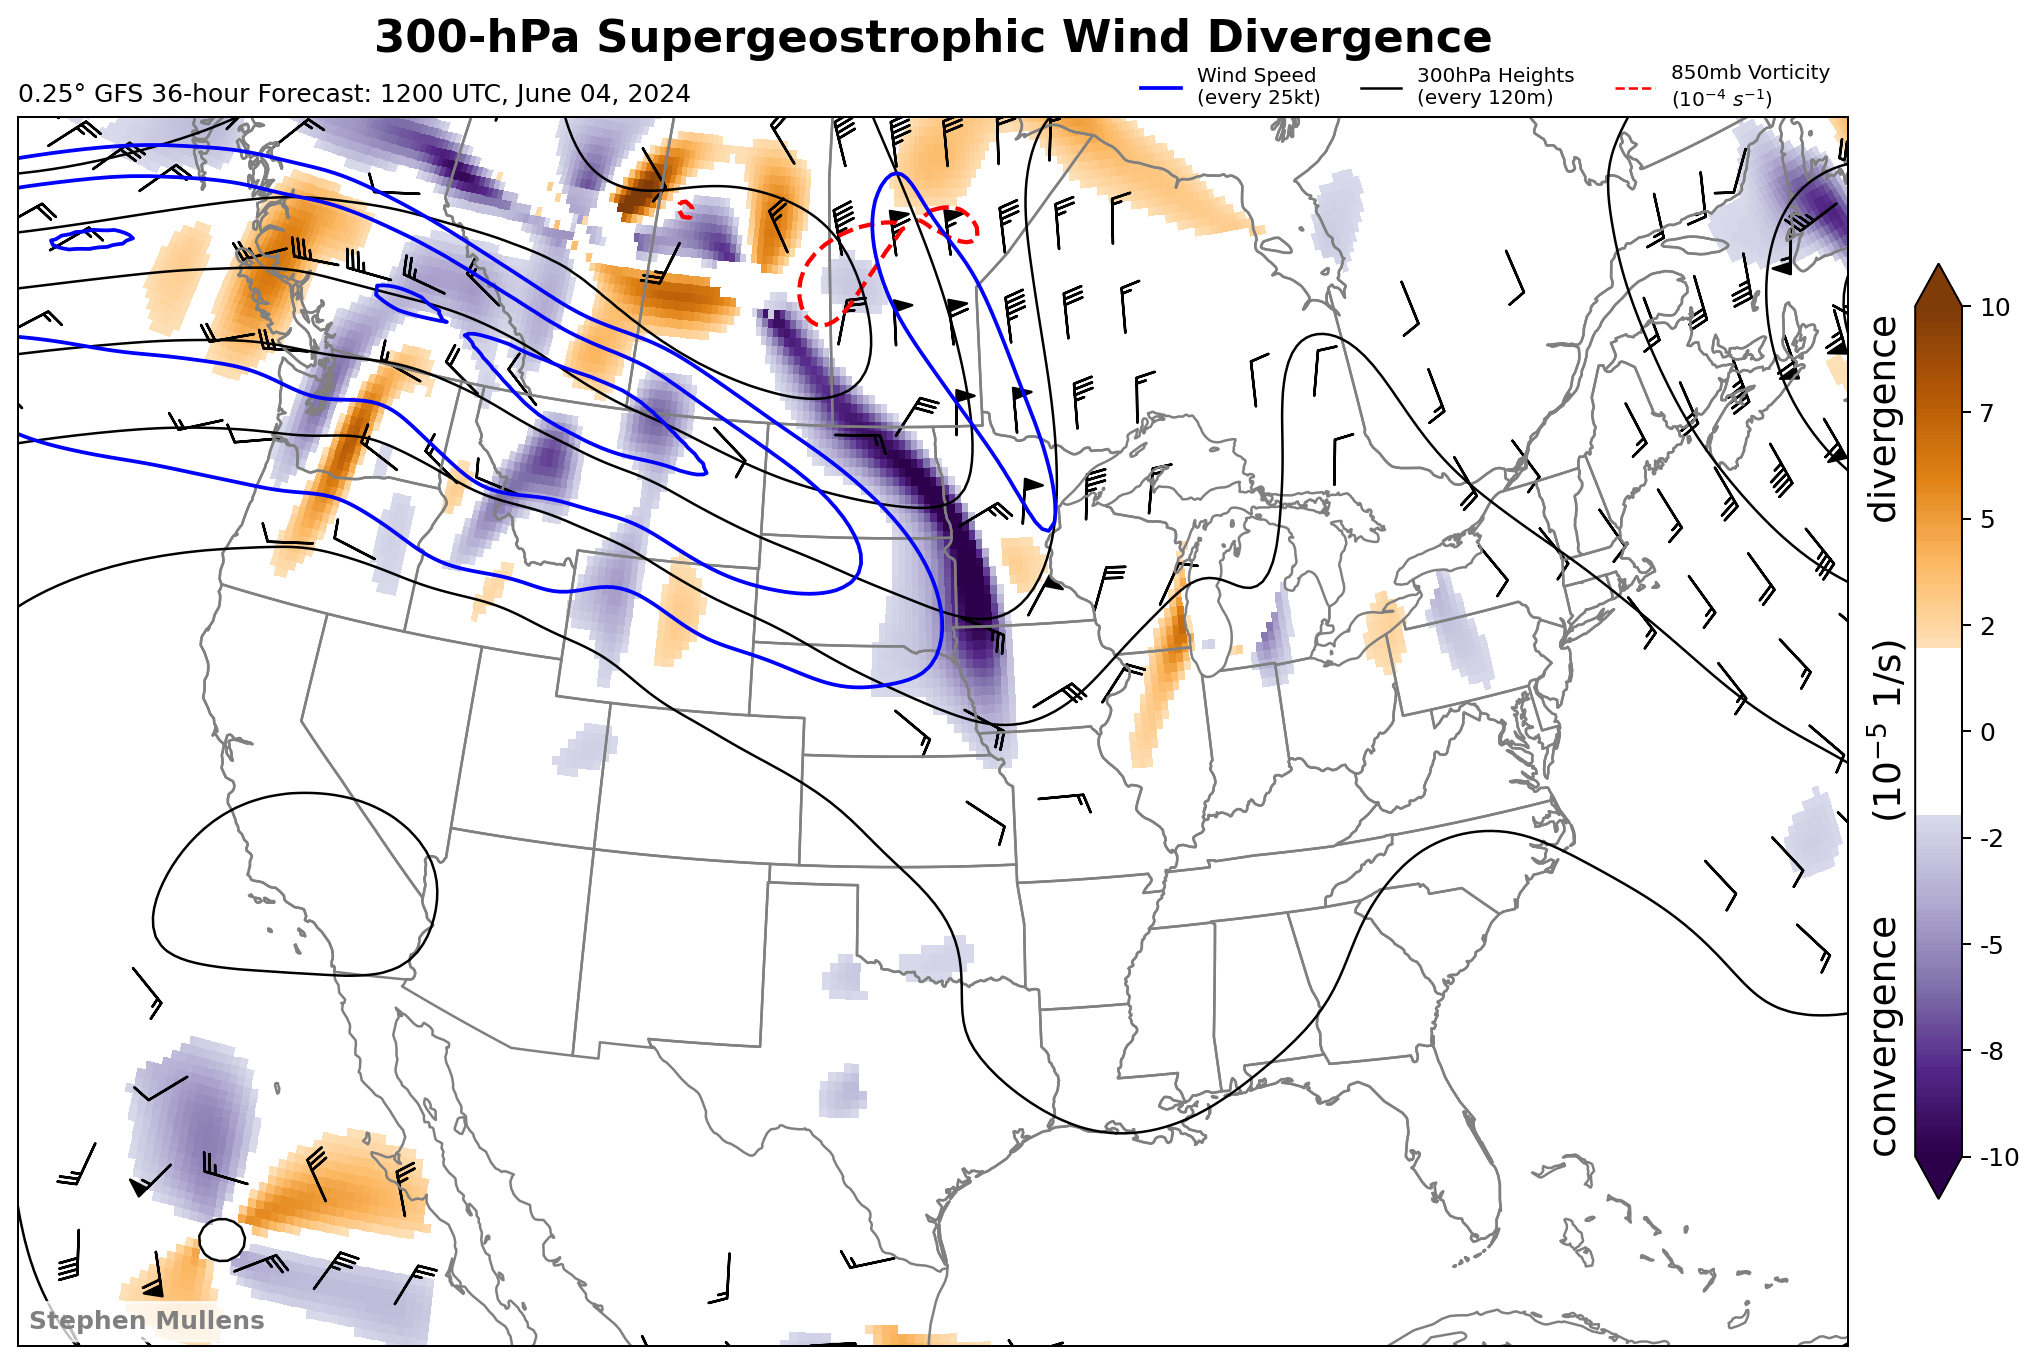 300-hPa Supergeostrophic Wind Divergence
0.25° GFS 36-hour Forecast: 1200 UTC, June 04, 2024
Wind Speed
(every 25kt)
300hPa Heights
(every 120m)
850mb Vorticity
(10⁻⁴ s⁻¹)
10
7
5
2
0
-2
-5
-8
-10
convergence (10⁻⁵ 1/s) divergence
Stephen Mullens